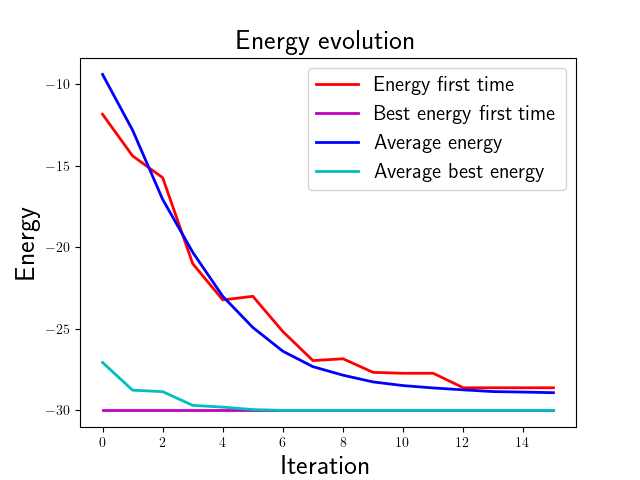 Energy evolution
Energy first time
Best energy first time
Average energy
Average best energy
Energy
−10
−15
−20
−25
−30
0 2 4 6 8 10 12 14
Iteration